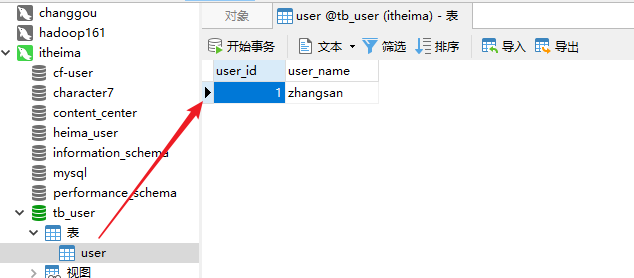 changgou
hadoop161
itheima
cf-user
character7
content_center
heima_user
information_schema
mysql
performance_schema
tb_user
表
user
视图
对象
user @tb_user (itheima) - 表
开始事务 文本 筛选 排序 导入 导出
user_id user_name
1 zhangsan